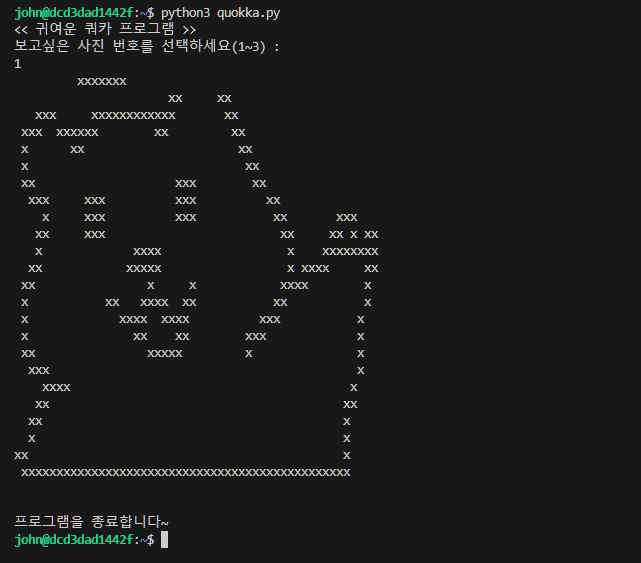 john@dcd3dad1442f:~$ python3 quokka.py
<< 귀여운 쿼카 프로그램 >>
보고싶은 사진 번호를 선택하세요(1~3) :
1
         xxxxxxx
                      xx     xx
   xxx     xxxxxxxxxxxx       xx
 xxx  xxxxxx        xx         xx
 x      xx                      xx
 x                               xx
 xx                    xxx        xx
  xxx     xxx          xxx          xx
    x     xxx          xxx           xx       xxx
   xx     xxx                         xx     xx x xx
   x             xxxx                  x    xxxxxxxx
  xx            xxxxx                  x xxxx     xx
 xx                x     x            xxxx        x
 x           xx   xxxx  xx           xx           x
 x             xxxx  xxxx          xxx           x
 x               xx    xx        xxx             x
 xx                xxxxx         x               x
  xxx                                            x
    xxxx                                        x
   xx                                          xx
  xx                                           x
  x                                            x
xx                                             x
 xxxxxxxxxxxxxxxxxxxxxxxxxxxxxxxxxxxxxxxxxxxxxxx
프로그램을 종료합니다~
john@dcd3dad1442f:~$